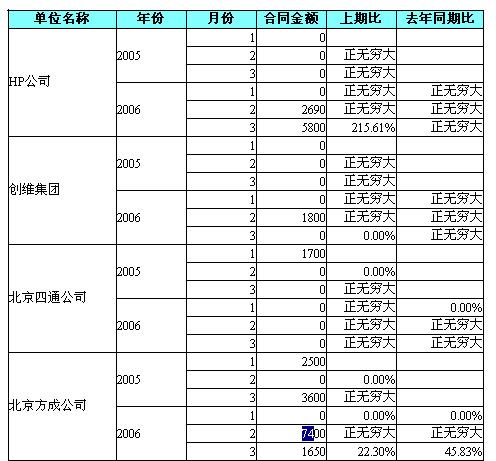 单位名称 年份 月份 合同金额 上期比 去年同期比
HP公司 2005 1 0
2 0 正无穷大
3 0 正无穷大
2006 1 0 正无穷大 正无穷大
2 2690 正无穷大 正无穷大
3 5800 215.61% 正无穷大
创维集团 2005 1 0
2 0 正无穷大
3 0 正无穷大
2006 1 0 正无穷大 正无穷大
2 1800 正无穷大 正无穷大
3 0 0.00% 正无穷大
北京四通公司 2005 1 1700
2 0 0.00%
3 0 正无穷大
2006 1 0 正无穷大 0.00%
2 0 正无穷大 正无穷大
3 0 正无穷大 正无穷大
北京方成公司 2005 1 2500
2 0 0.00%
3 3600 正无穷大
2006 1 0 0.00% 0.00%
2 7400 正无穷大 正无穷大
3 1650 22.30% 45.83%